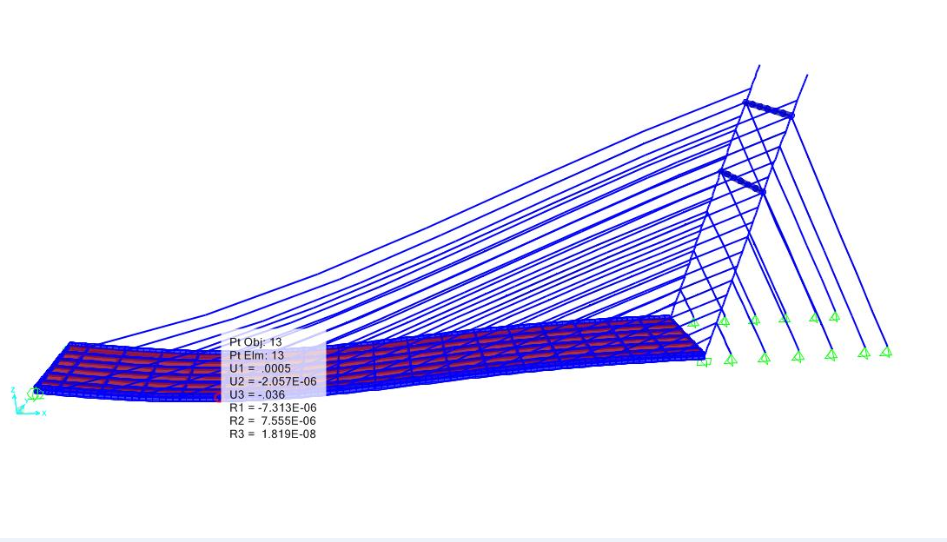 Pt Obj: 13
Pt Elm: 13
U1 = .0005
U2 = -2.057E-06
U3 = -.036
R1 = -7.313E-06
R2 = 7.555E-06
R3 = 1.819E-08
Z
X